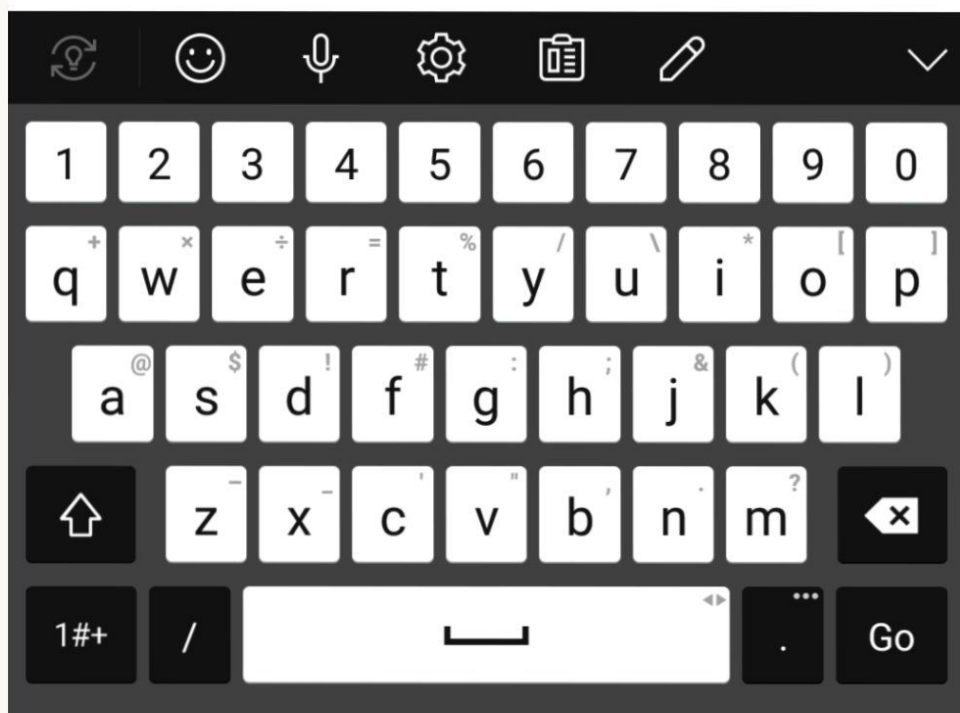 1 2 3 4 5 6 7 8 9 0
+ × ÷ = % / \ * [ ]
q w e r t y u i o p
@ $ ! # : ; & ( )
a s d f g h j k l
- _ ' " , . ?
z x c v b n m
1#+ / . Go